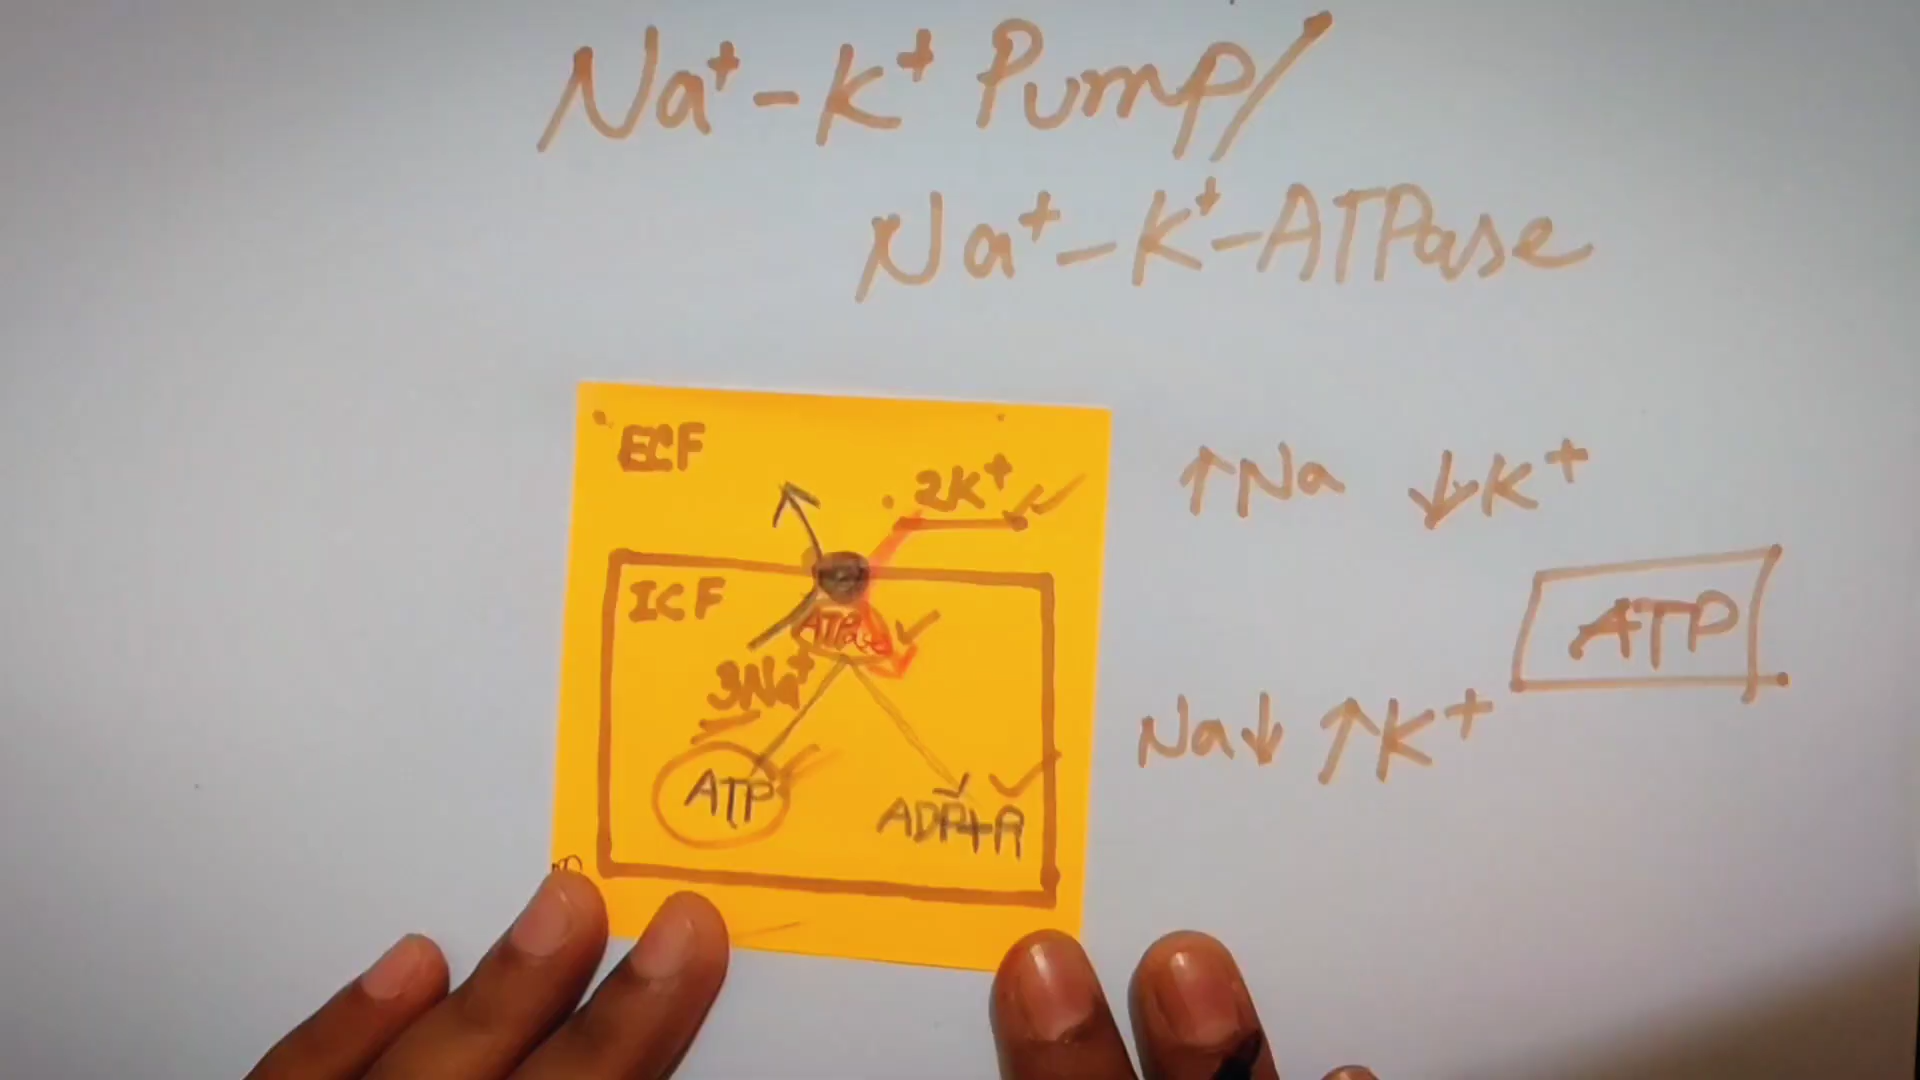 Na⁺-K⁺ Pump/
Na⁺-K⁺-ATPase
ECF
2K⁺
↑Na ↓K⁺
ICF
ATPase
ATP
3Na⁺
Na↓ ↑K⁺
ATP
ADP+Pi